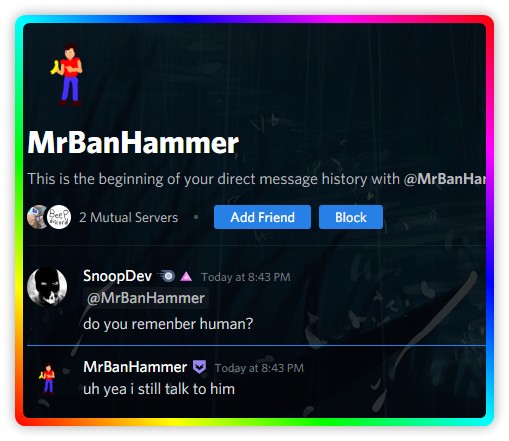 MrBanHammer
This is the beginning of your direct message history with @MrBanHar
2 Mutual Servers • Add Friend Block
SnoopDev Today at 8:43 PM
@MrBanHammer
do you remenber human?
MrBanHammer Today at 8:43 PM
uh yea i still talk to him